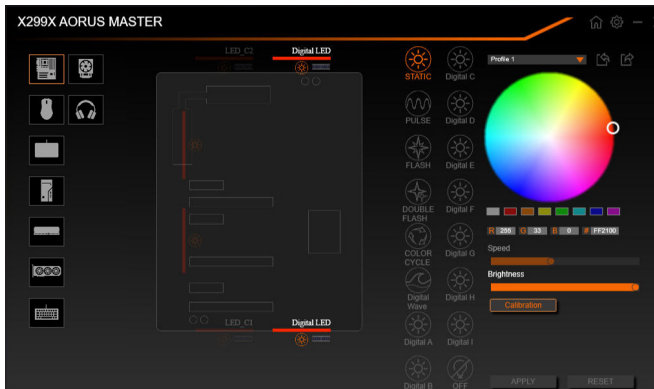 X299X AORUS MASTER
LED_C2
Digital LED
STATIC
Digital C
Profile 1
PULSE
Digital D
FLASH
Digital E
DOUBLE
FLASH
Digital F
R 255 G 33 B 0 # FF2100
COLOR
CYCLE
Digital G
Speed
Brightness
Digital
Wave
Digital H
Calibration
LED_C1
Digital LED
Digital A
Digital I
Digital B
OFF
APPLY
RESET